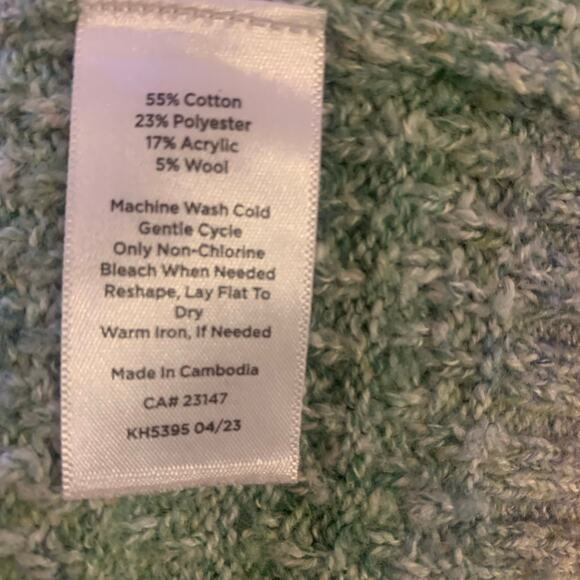 55% Cotton
23% Polyester
17% Acrylic
5% Wool
Machine Wash Cold
Gentle Cycle
Only Non-Chlorine
Bleach When Needed
Reshape, Lay Flat To
Dry
Warm Iron, If Needed
Made In Cambodia
CA# 23147
KH5395 04/23